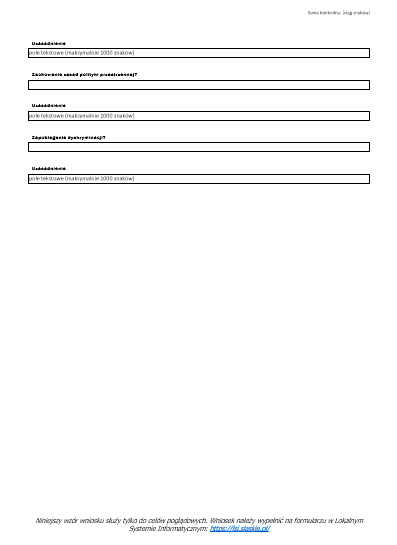 Suma kontrolna: (ciąg znaków)
Uzasadnienie
pole tekstowe (maksymalnie 1000 znaków)
Zachowanie zasad polityki przestrzennej?
Uzasadnienie
pole tekstowe (maksymalnie 1000 znaków)
Zapobieganie dyskryminacji?
Uzasadnienie
pole tekstowe (maksymalnie 1000 znaków)
Niniejszy wzór wniosku służy tylko do celów poglądowych. Wniosek należy wypełnić na formularzu w Lokalnym
Systemie Informatycznym: https://lsi.slaskie.pl/